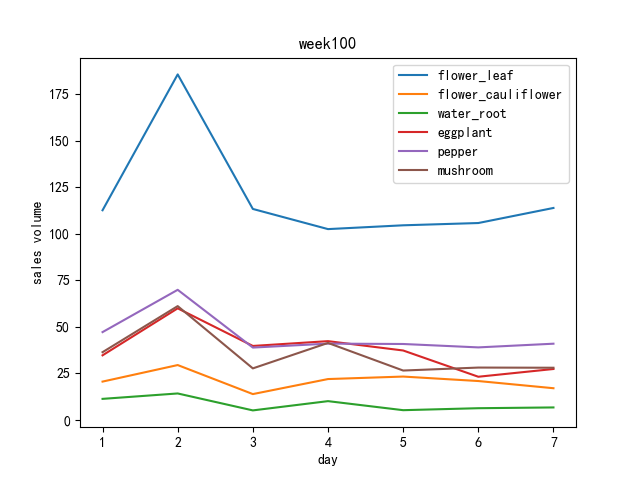 week100
flower_leaf
flower_cauliflower
water_root
eggplant
pepper
mushroom
sales volume
175
150
125
100
75
50
25
0
1 2 3 4 5 6 7
day